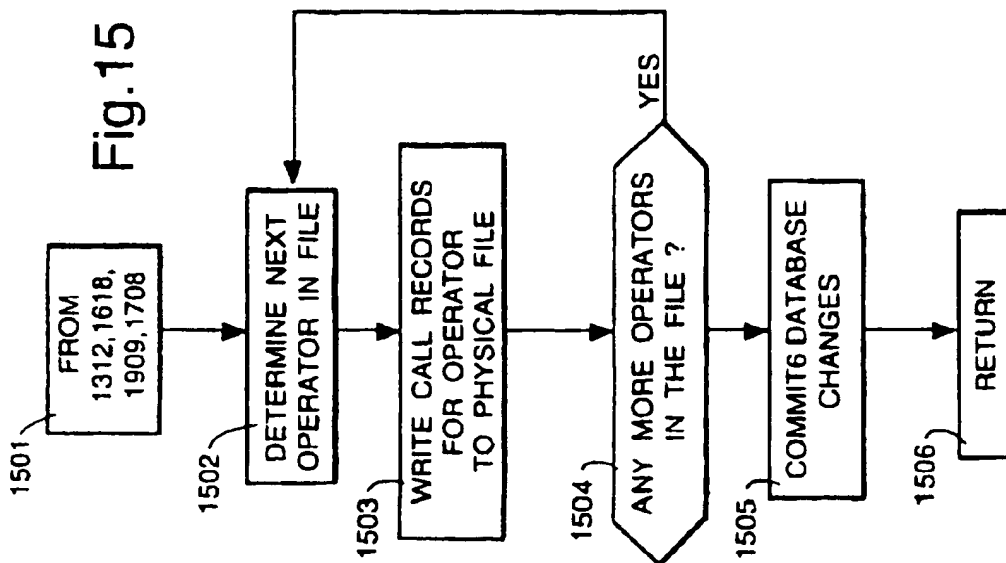 Fig.15
1501
FROM
1312,1618,
1909,1708
1502
DETERMINE NEXT
OPERATOR IN FILE
1503
WRITE CALL RECORDS
FOR OPERATOR
TO PHYSICAL FILE
1504
ANY MORE OPERATORS
IN THE FILE ?
YES
1505
COMMIT6 DATABASE
CHANGES
1506
RETURN